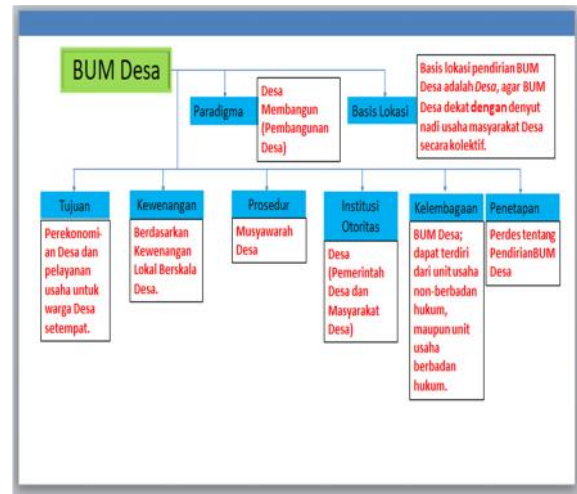 BUM Desa
Paradigma
Desa
Membangun
(Pembangunan
Desa)
Basis Lokasi
Basis lokasi pendirian BUM
Desa adalah Desa, agar BUM
Desa dekat dengan denyut
nadi usaha masyarakat Desa
secara kolektif.
Tujuan
Perekonomi-
an Desa dan
pelayanan
usaha untuk
warga Desa
setempat.
Kewenangan
Berdasarkan
Kewenangan
Lokal Berskala
Desa.
Prosedur
Musyawarah
Desa
Institusi
Otoritas
Desa
(Pemerintah
Desa dan
Masyarakat
Desa)
Kelembagaan
BUM Desa;
dapat terdiri
dari unit usaha
non-berbadan
hukum,
maupun unit
usaha
berbadan
hukum.
Penetapan
Perdes tentang
PendirianBUM
Desa